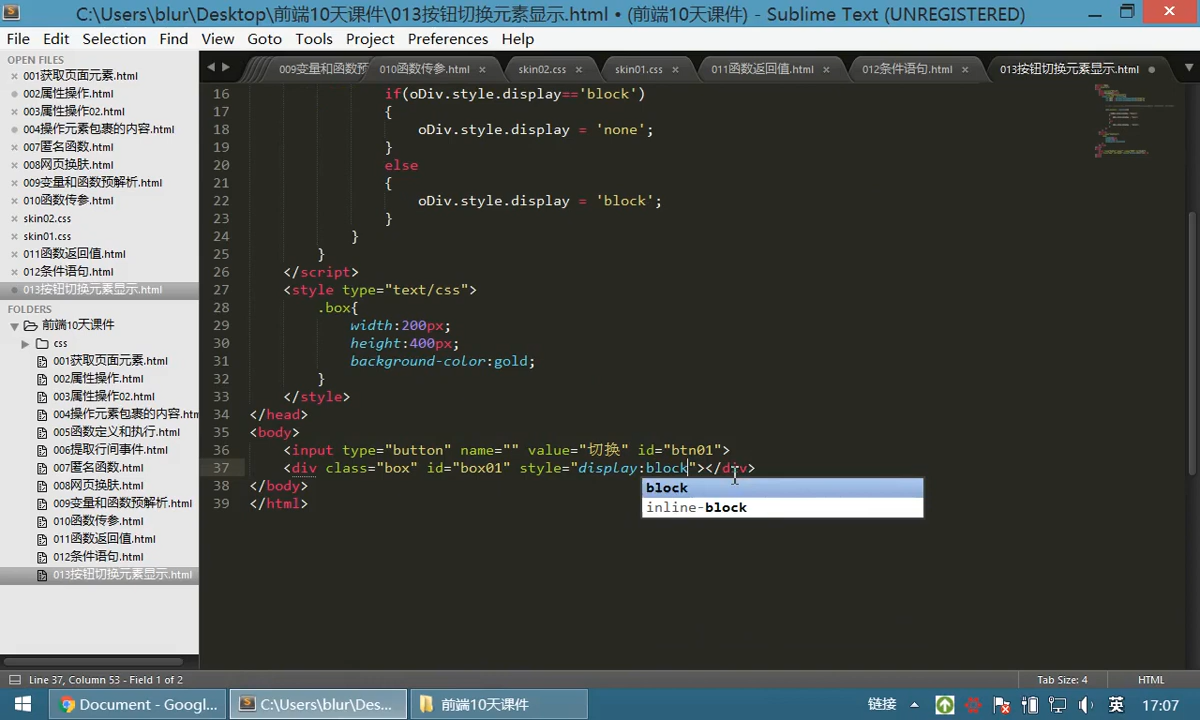 C:\Users\blur\Desktop\前端10天课件\013按钮切换元素显示.html • (前端10天课件) - Sublime Text (UNREGISTERED)
File Edit Selection Find View Goto Tools Project Preferences Help
OPEN FILES
001获取页面元素.html
002属性操作.html
003属性操作02.html
004操作元素包裹的内容.html
007匿名函数.html
008网页换肤.html
009变量和函数预解析.html
010函数传参.html
skin02.css
skin01.css
011函数返回值.html
012条件语句.html
013按钮切换元素显示.html
FOLDERS
前端10天课件
css
001获取页面元素.html
002属性操作.html
003属性操作02.html
004操作元素包裹的内容.htm
005函数定义和执行.html
006提取行间事件.html
007匿名函数.html
008网页换肤.html
009变量和函数预解析.html
010函数传参.html
011函数返回值.html
012条件语句.html
013按钮切换元素显示.html
009变量和函数预 010函数传参.html skin02.css skin01.css 011函数返回值.html 012条件语句.html 013按钮切换元素显示.html
16 if(oDiv.style.display=='block')
17 {
18 oDiv.style.display = 'none';
19 }
20 else
21 {
22 oDiv.style.display = 'block';
23 }
24 }
25 }
26 </script>
27 <style type="text/css">
28 .box{
29 width:200px;
30 height:400px;
31 background-color:gold;
32 }
33 </style>
34 </head>
35 <body>
36 <input type="button" name="" value="切换" id="btn01">
37 <div class="box" id="box01" style="display:block"></div>
38 </body>
39 </html>
block
inline-block
Line 37, Column 53 - Field 1 of 2 Tab Size: 4 HTML
Document - Googl... C:\Users\blur\Des... 前端10天课件 链接 英 17:07